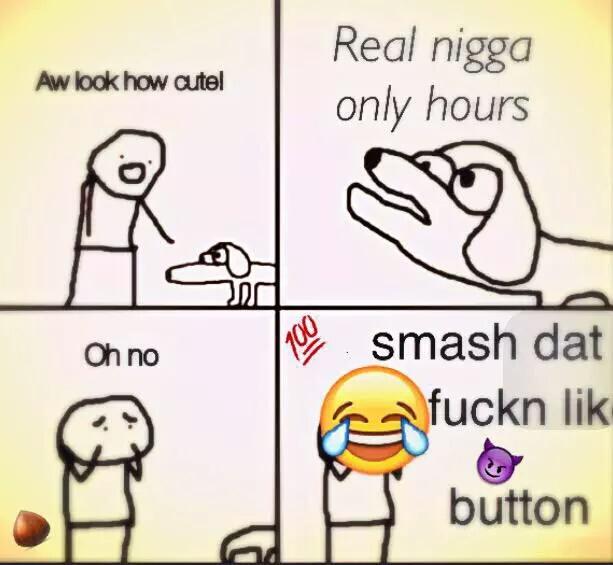 Aw look how cute!
Real nigga
only hours
Oh no
💯 smash dat
fuckn lik
button